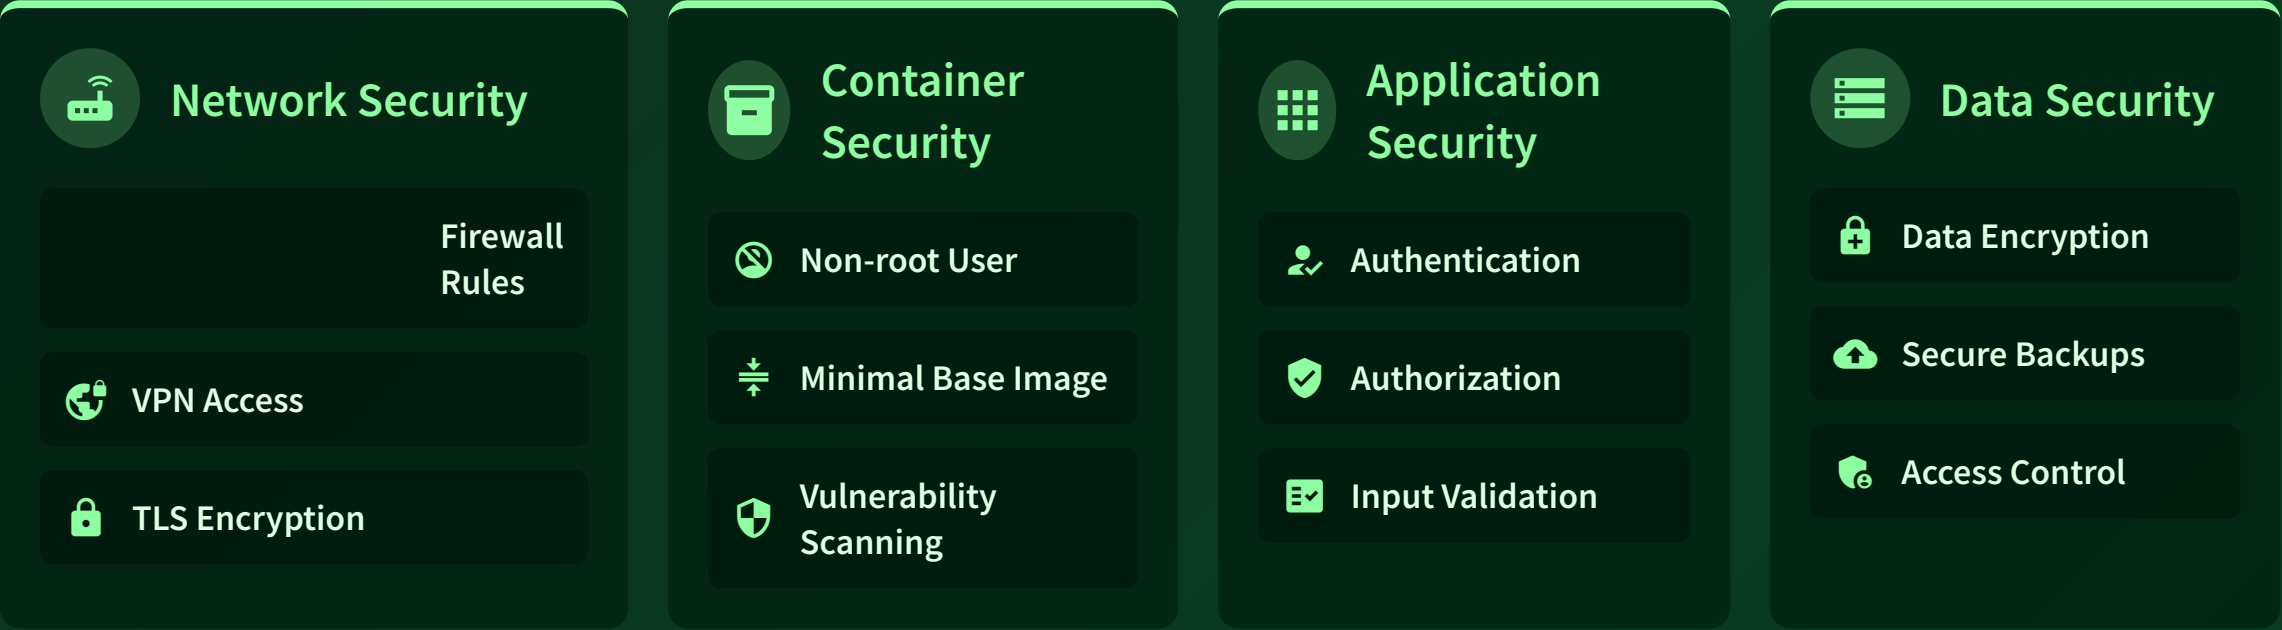 Network Security
Firewall
Rules
VPN Access
TLS Encryption
Container
Security
Non-root User
Minimal Base Image
Vulnerability
Scanning
Application
Security
Authentication
Authorization
Input Validation
Data Security
Data Encryption
Secure Backups
Access Control